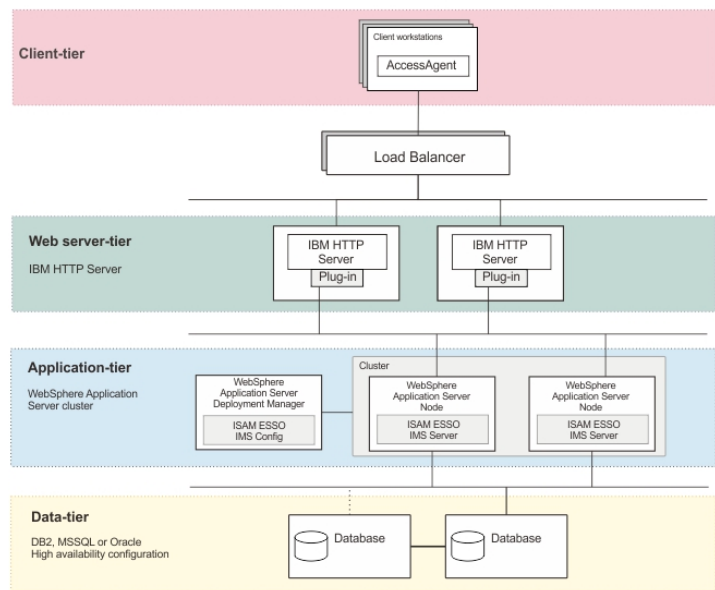 Client-tier
Client workstations
AccessAgent
Load Balancer
Web server-tier
IBM HTTP Server
IBM HTTP
Server
Plug-in
IBM HTTP
Server
Plug-in
Application-tier
WebSphere Application
Server cluster
WebSphere
Application Server
Deployment Manager
ISAM ESSO
IMS Config
Cluster
WebSphere
Application Server
Node
ISAM ESSO
IMS Server
WebSphere
Application Server
Node
ISAM ESSO
IMS Server
Data-tier
DB2, MSSQL or Oracle
High availability configuration
Database
Database